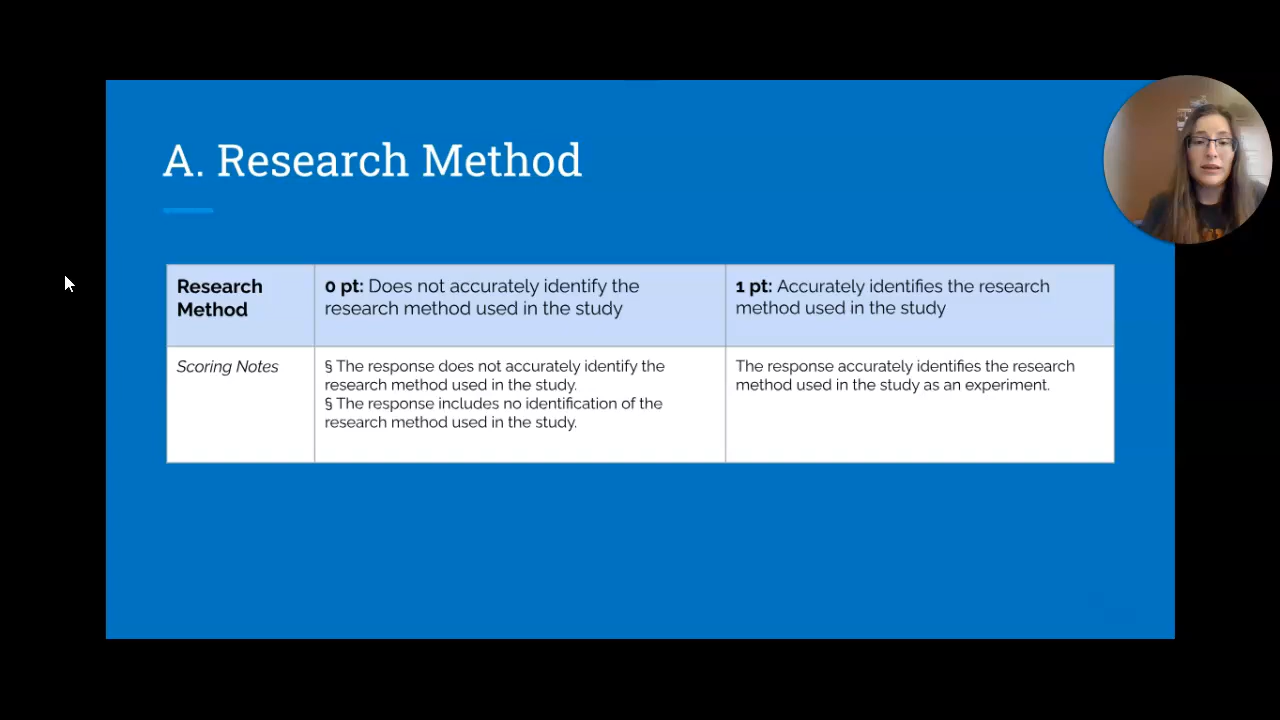 A. Research Method
Research
Method
0 pt: Does not accurately identify the
research method used in the study
1 pt: Accurately identifies the research
method used in the study
Scoring Notes
§ The response does not accurately identify the
research method used in the study.
§ The response includes no identification of the
research method used in the study.
The response accurately identifies the research
method used in the study as an experiment.